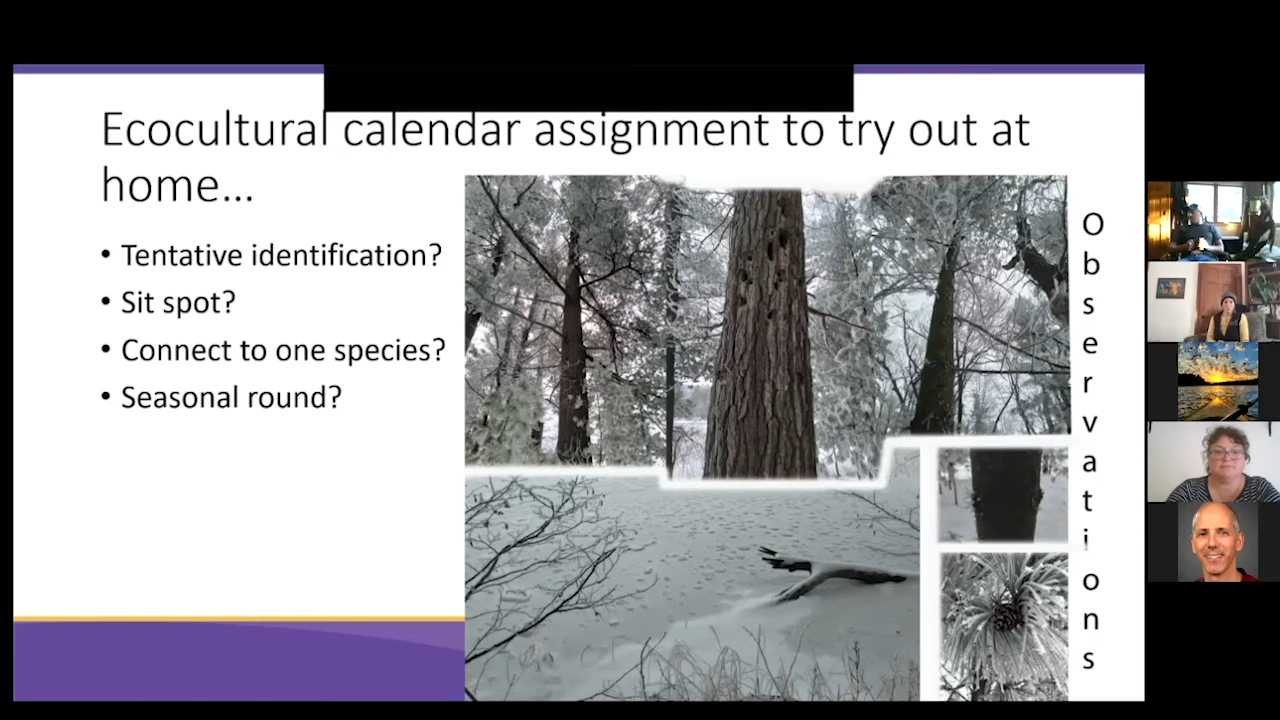 Ecocultural calendar assignment to try out at
home...
• Tentative identification?
• Sit spot?
• Connect to one species?
• Seasonal round?
Observations